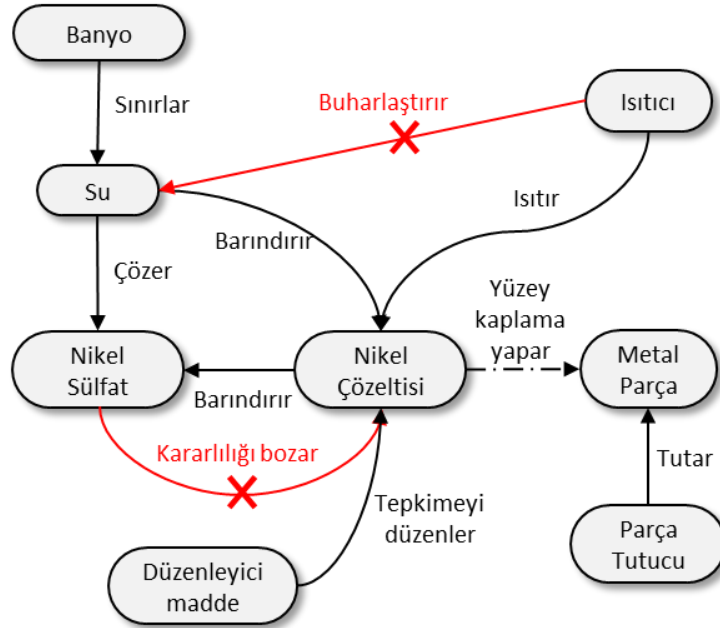 Banyo
Sınırlar
Buharlaştırır
Isıtıcı
Su
Barındırır
Isıtır
Çözer
Yüzey
kaplama
yapar
Nikel
Sülfat
Barındırır
Nikel
Çözeltisi
Metal
Parça
Kararlılığı bozar
Tutar
Tepkimeyi
düzenler
Düzenleyici
madde
Parça
Tutucu